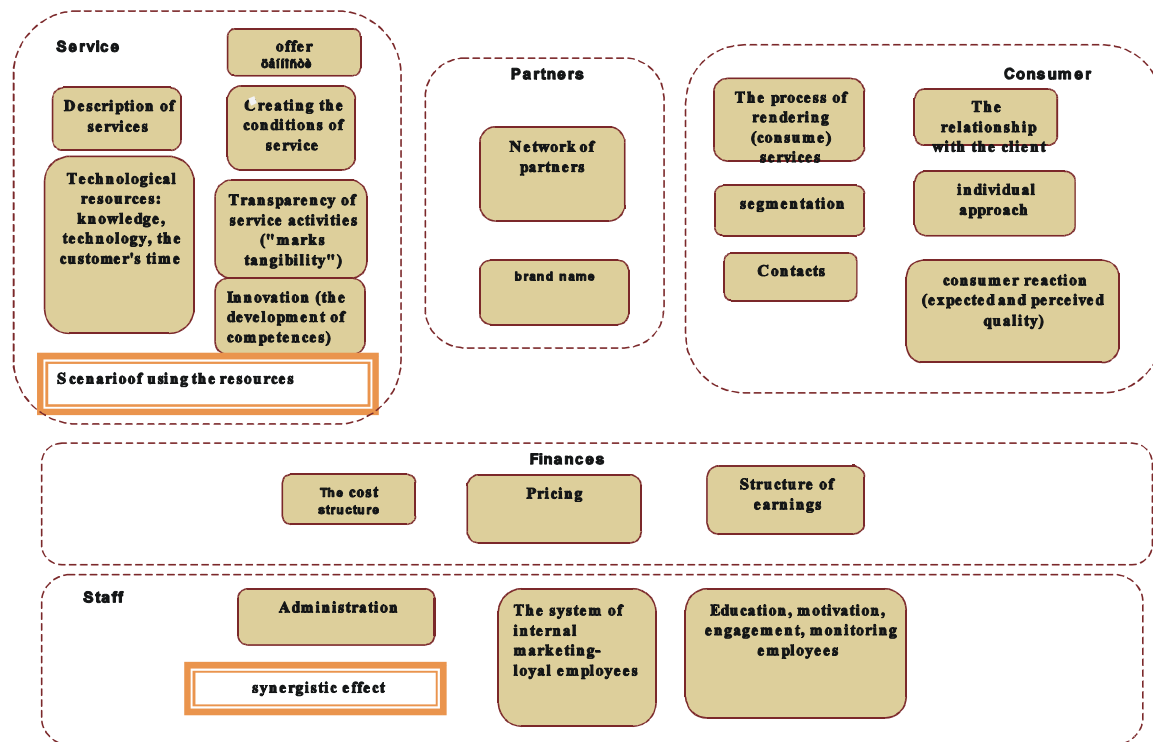 Service
offer
öåííîñòè
Description of
services
Creating the
conditions of
service
Technological
resources:
knowledge,
technology, the
customer's time
Transparency of
service activities
("marks
tangibility")
Innovation (the
development of
competences)
Scenarioof using the resources
Partners
Network of
partners
brand name
Consumer
The process of
rendering
(consume)
services
The
relationship
with the client
segmentation
individual
approach
Contacts
consumer reaction
(expected and perceived
quality)
Finances
The cost
structure
Pricing
Structure of
earnings
Staff
Administration
synergistic effect
The system of
internal
marketing-
loyal employees
Education, motivation,
engagement, monitoring
employees